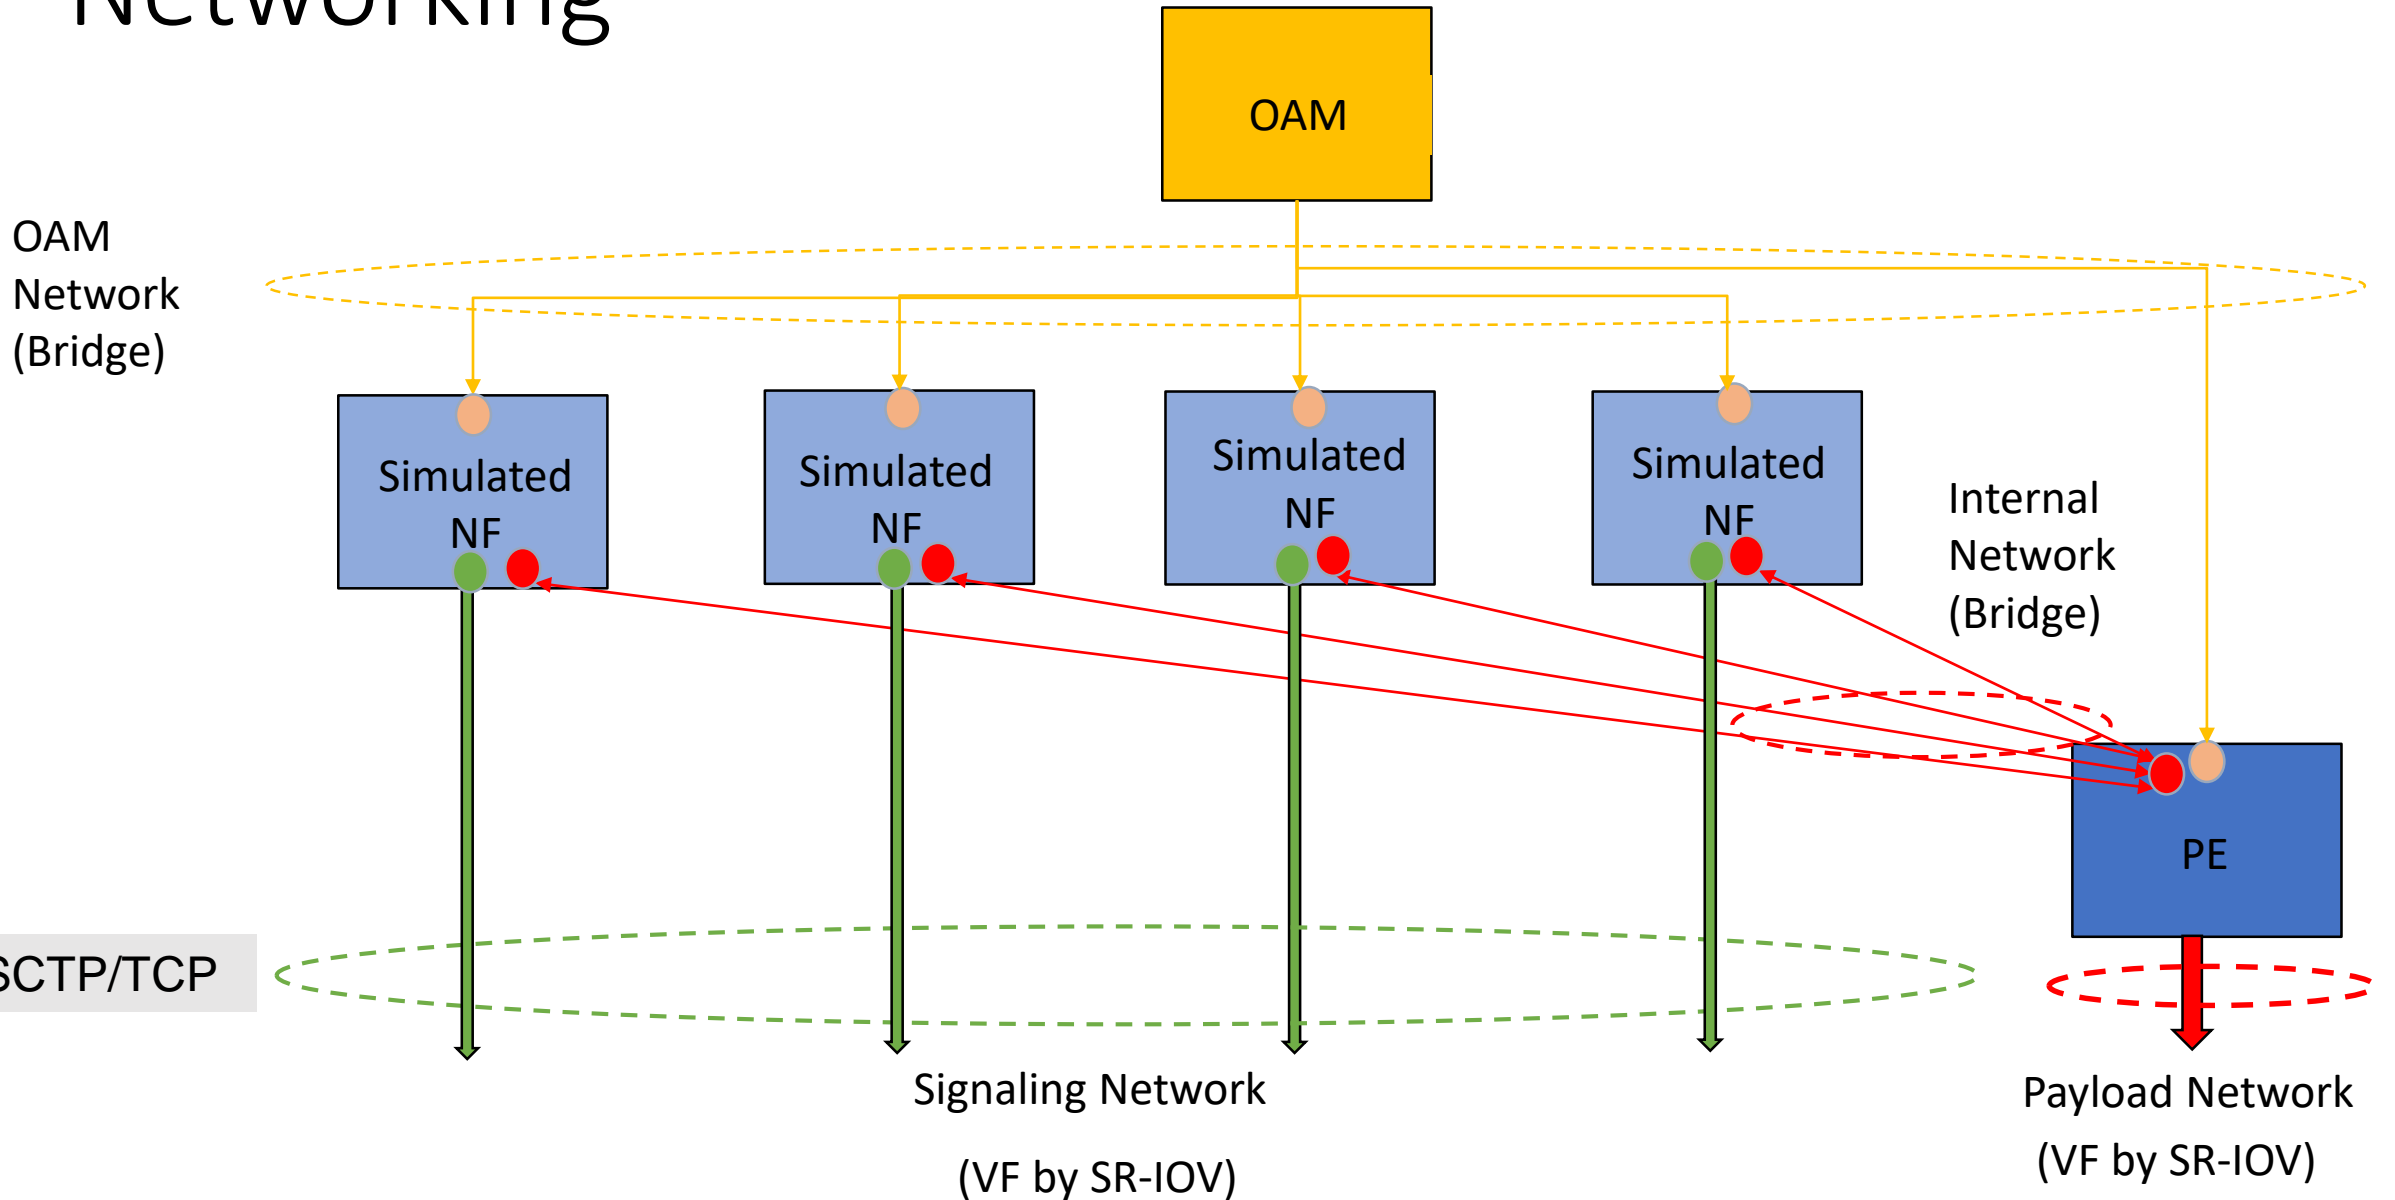 Networking
OAM
OAM
Network
(Bridge)
Simulated
NF
Simulated
NF
Simulated
NF
Simulated
NF
Internal
Network
(Bridge)
PE
SCTP/TCP
Signaling Network
(VF by SR-IOV)
Payload Network
(VF by SR-IOV)